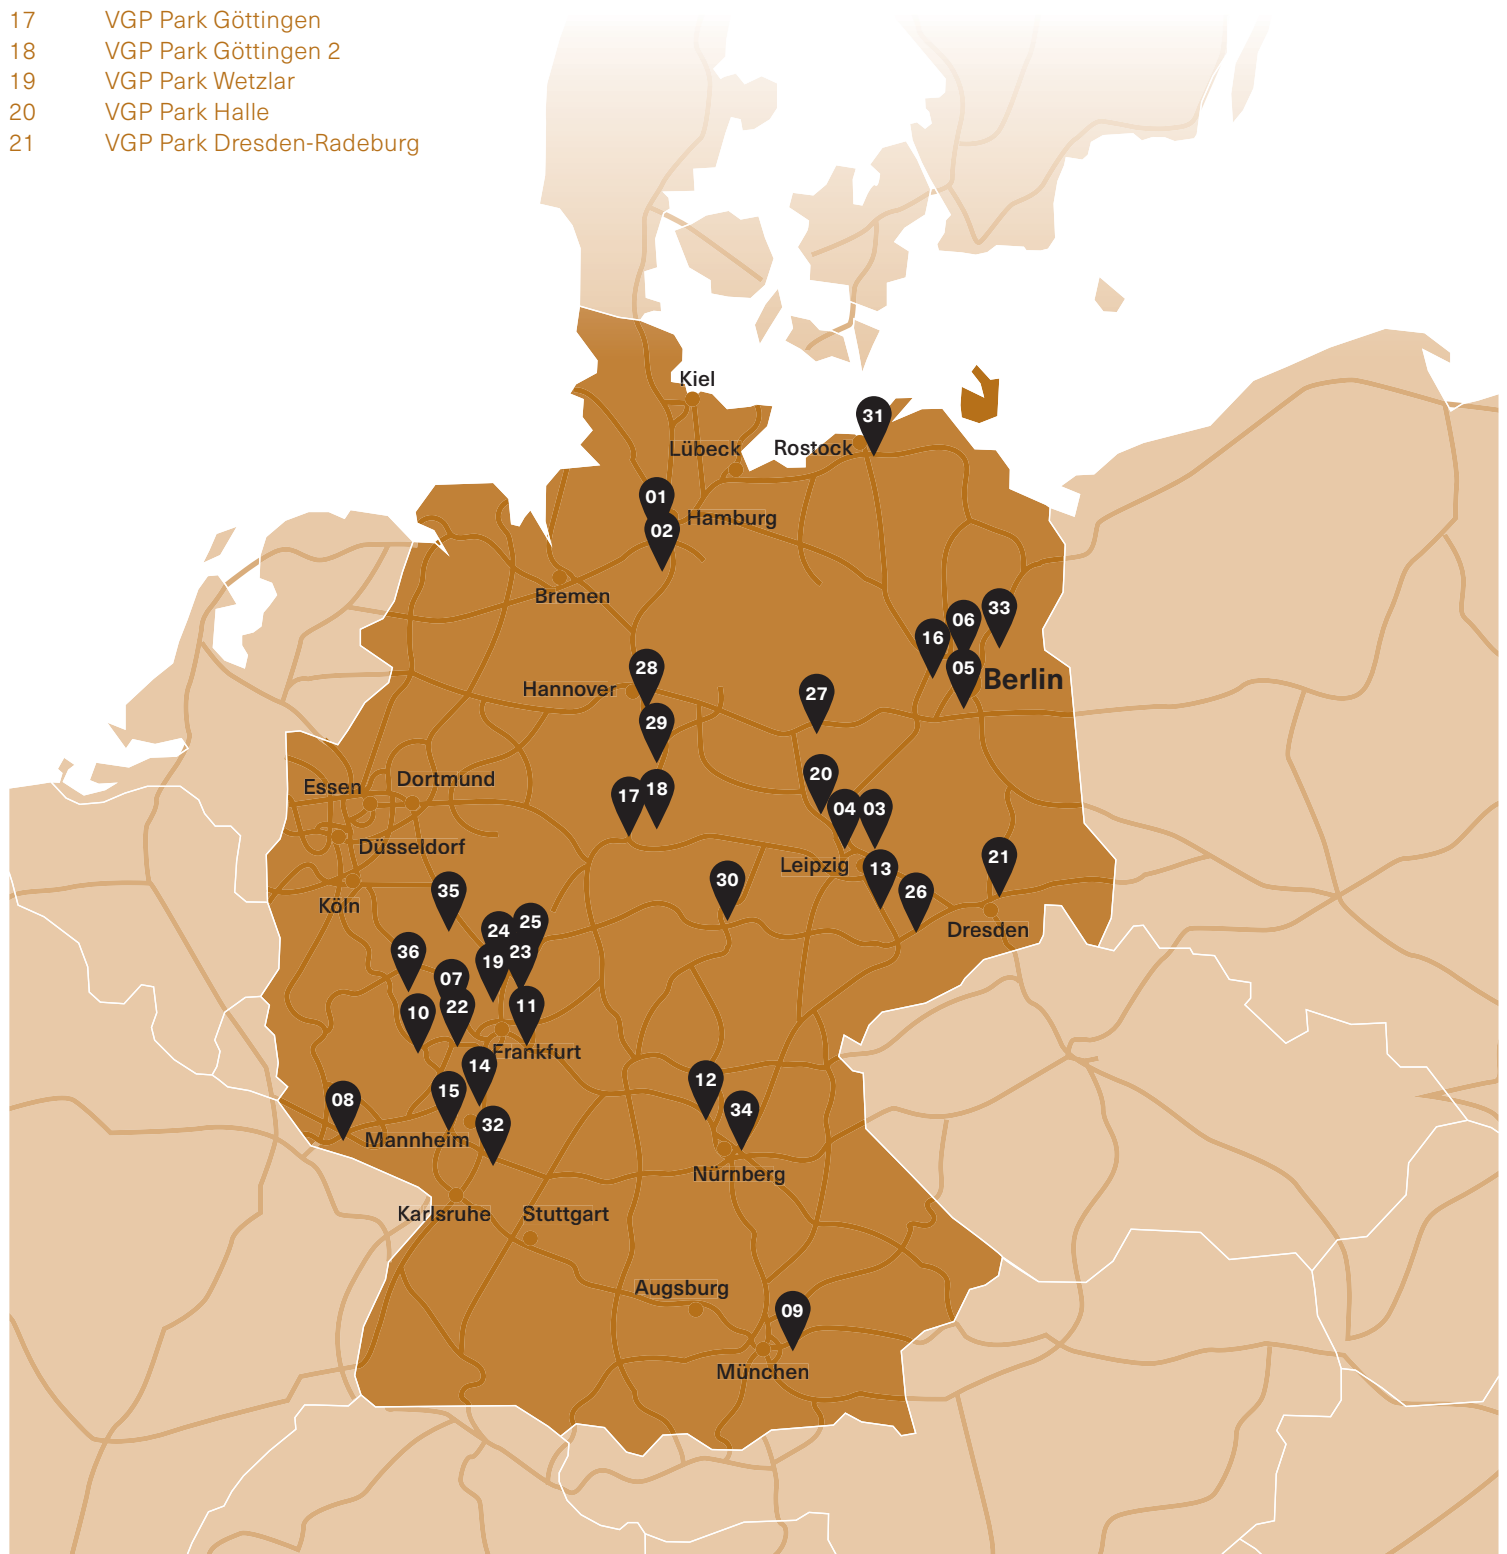 17 VGP Park Göttingen
18 VGP Park Göttingen 2
19 VGP Park Wetzlar
20 VGP Park Halle
21 VGP Park Dresden-Radeburg
Kiel
31
Lübeck
Rostock
01
Hamburg
02
Bremen
33
06
16
28
05
Berlin
Hannover
27
29
20
Essen
Dortmund
17
18
04
03
Düsseldorf
21
Leipzig
13
30
35
26
Köln
25
24
Dresden
36
23
19
07
22
11
10
Frankfurt
14
12
15
08
34
32
Mannheim
Nürnberg
Karlsruhe
Stuttgart
Augsburg
09
München